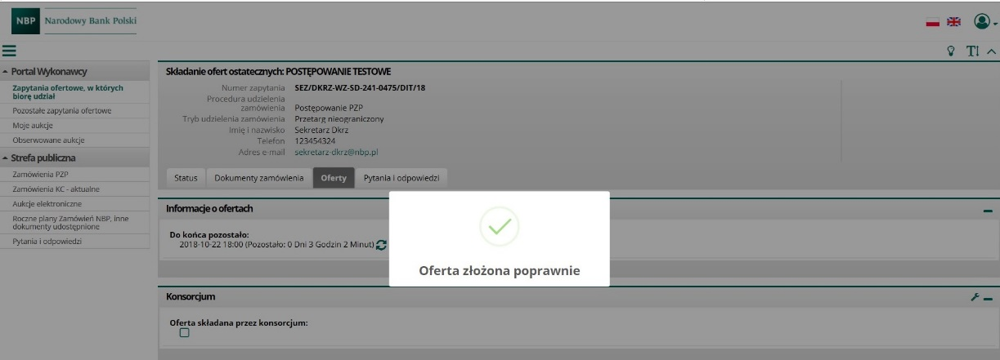 NBP Narodowy Bank Polski
Portal Wykonawcy
Zapytania ofertowe, w których
biorę udział
Pozostałe zapytania ofertowe
Moje aukcje
Obserwowane aukcje
Strefa publiczna
Zamówienia PZP
Zamówienia KC - aktualne
Aukcje elektroniczne
Roczne plany Zamówień NBP, inne
dokumenty udostępnione
Pytania i odpowiedzi
Składanie ofert ostatecznych: POSTĘPOWANIE TESTOWE
Numer zapytania SEZ/DKRZ-WZ-SD-241-0475/DIT/18
Procedura udzielenia
zamówienia Postępowanie PZP
Tryb udzielenia zamówienia Przetarg nieograniczony
Imię i nazwisko Sekretarz Dkrz
Telefon 123454324
Adres e-mail sekretarz-dkrz@nbp.pl
Status Dokumenty zamówienia Oferty Pytania i odpowiedzi
Informacje o ofertach
Do końca pozostało:
2018-10-22 18:00 (Pozostało: 0 Dni 3 Godzin 2 Minut)
Oferta złożona poprawnie
Konsorcjum
Oferta składana przez konsorcjum: